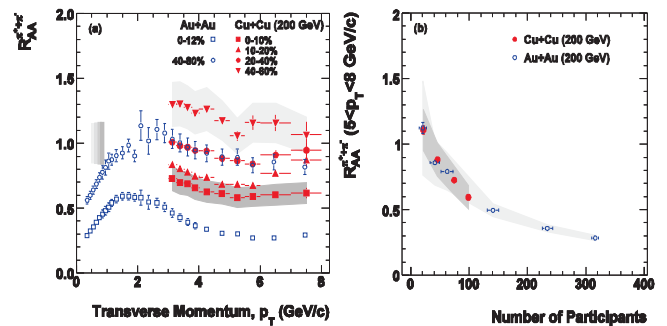 R_AA^π⁺+π⁻
2.0
1.5
1.0
0.5
0.0
(a)
Au+Au Cu+Cu (200 GeV)
0-12% 0-10%
10-20%
40-80% 20-40%
40-60%
0 2 4 6 8
Transverse Momentum, p_T (GeV/c)
R_AA^π⁺+π⁻ (5<p_T<8 GeV/c)
2
1.5
1
0.5
0
(b)
Cu+Cu (200 GeV)
Au+Au (200 GeV)
0 100 200 300 400
Number of Participants